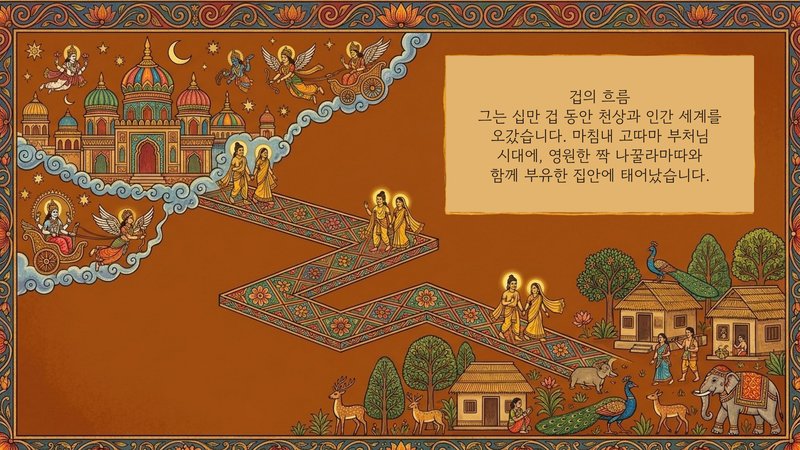 겁의 흐름
그는 십만 겁 동안 천상과 인간 세계를
오갔습니다. 마침내 고따마 부처님
시대에, 영원한 짝 나꿀라마따와
함께 부유한 집안에 태어났습니다.